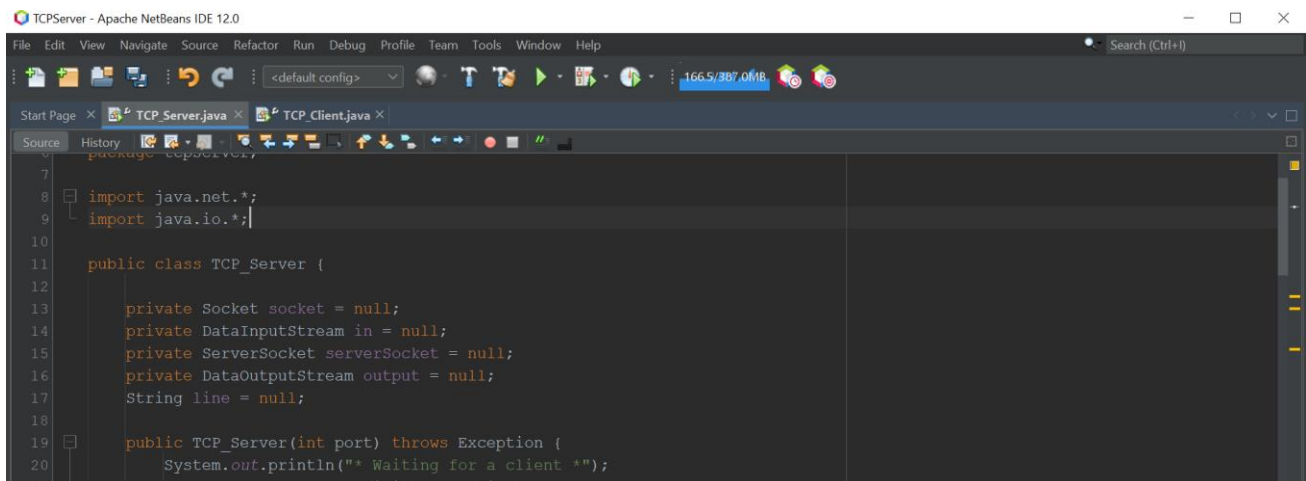 TCPServer - Apache NetBeans IDE 12.0
File Edit View Navigate Source Refactor Run Debug Profile Team Tools Window Help
Search (Ctrl+I)
<default config>
166.5/387.0MB
Start Page TCP_Server.java TCP_Client.java
Source History
6 package tcpserver;
7
8 import java.net.*;
9 import java.io.*;
10
11 public class TCP_Server {
12
13 private Socket socket = null;
14 private DataInputStream in = null;
15 private ServerSocket serverSocket = null;
16 private DataOutputStream output = null;
17 String line = null;
18
19 public TCP_Server(int port) throws Exception {
20 System.out.println("* Waiting for a client *");